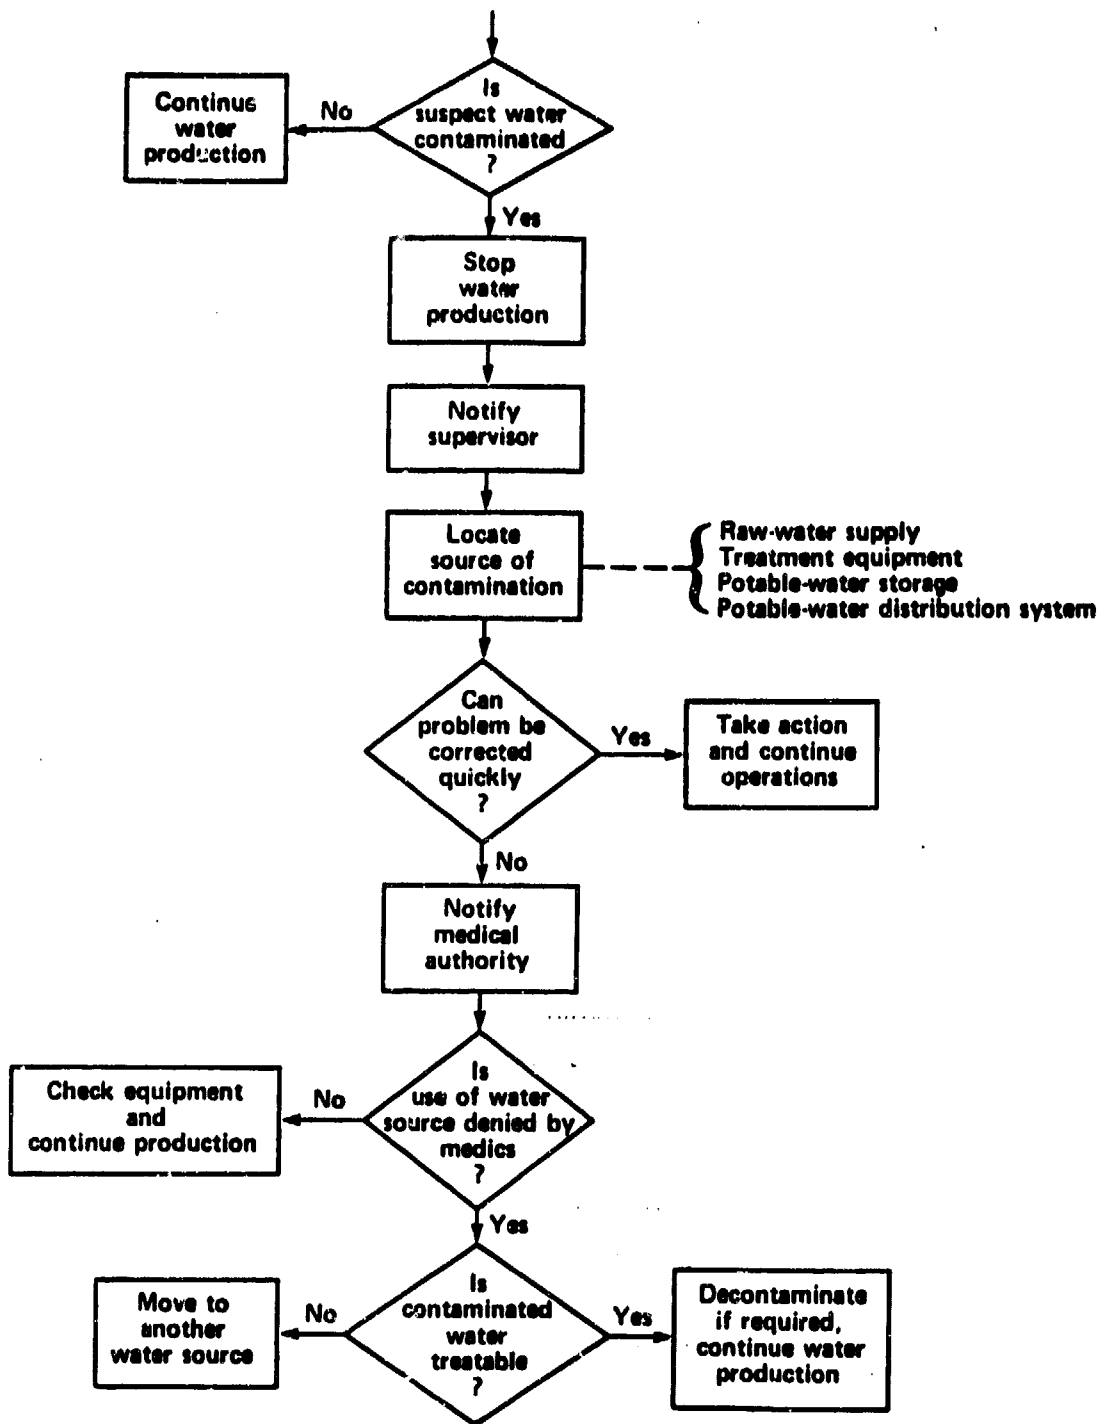 Is
suspect water
contaminated
?
No
Continue
water
production
Yes
Stop
water
production
Notify
supervisor
Locate
source of
contamination
Raw-water supply
Treatment equipment
Potable-water storage
Potable-water distribution system
Can
problem be
corrected
quickly
?
Yes
Take action
and continue
operations
No
Notify
medical
authority
Is
use of water
source denied by
medics
?
No
Check equipment
and
continue production
Yes
Is
contaminated
water
treatable
?
No
Move to
another
water source
Yes
Decontaminate
if required,
continue water
production